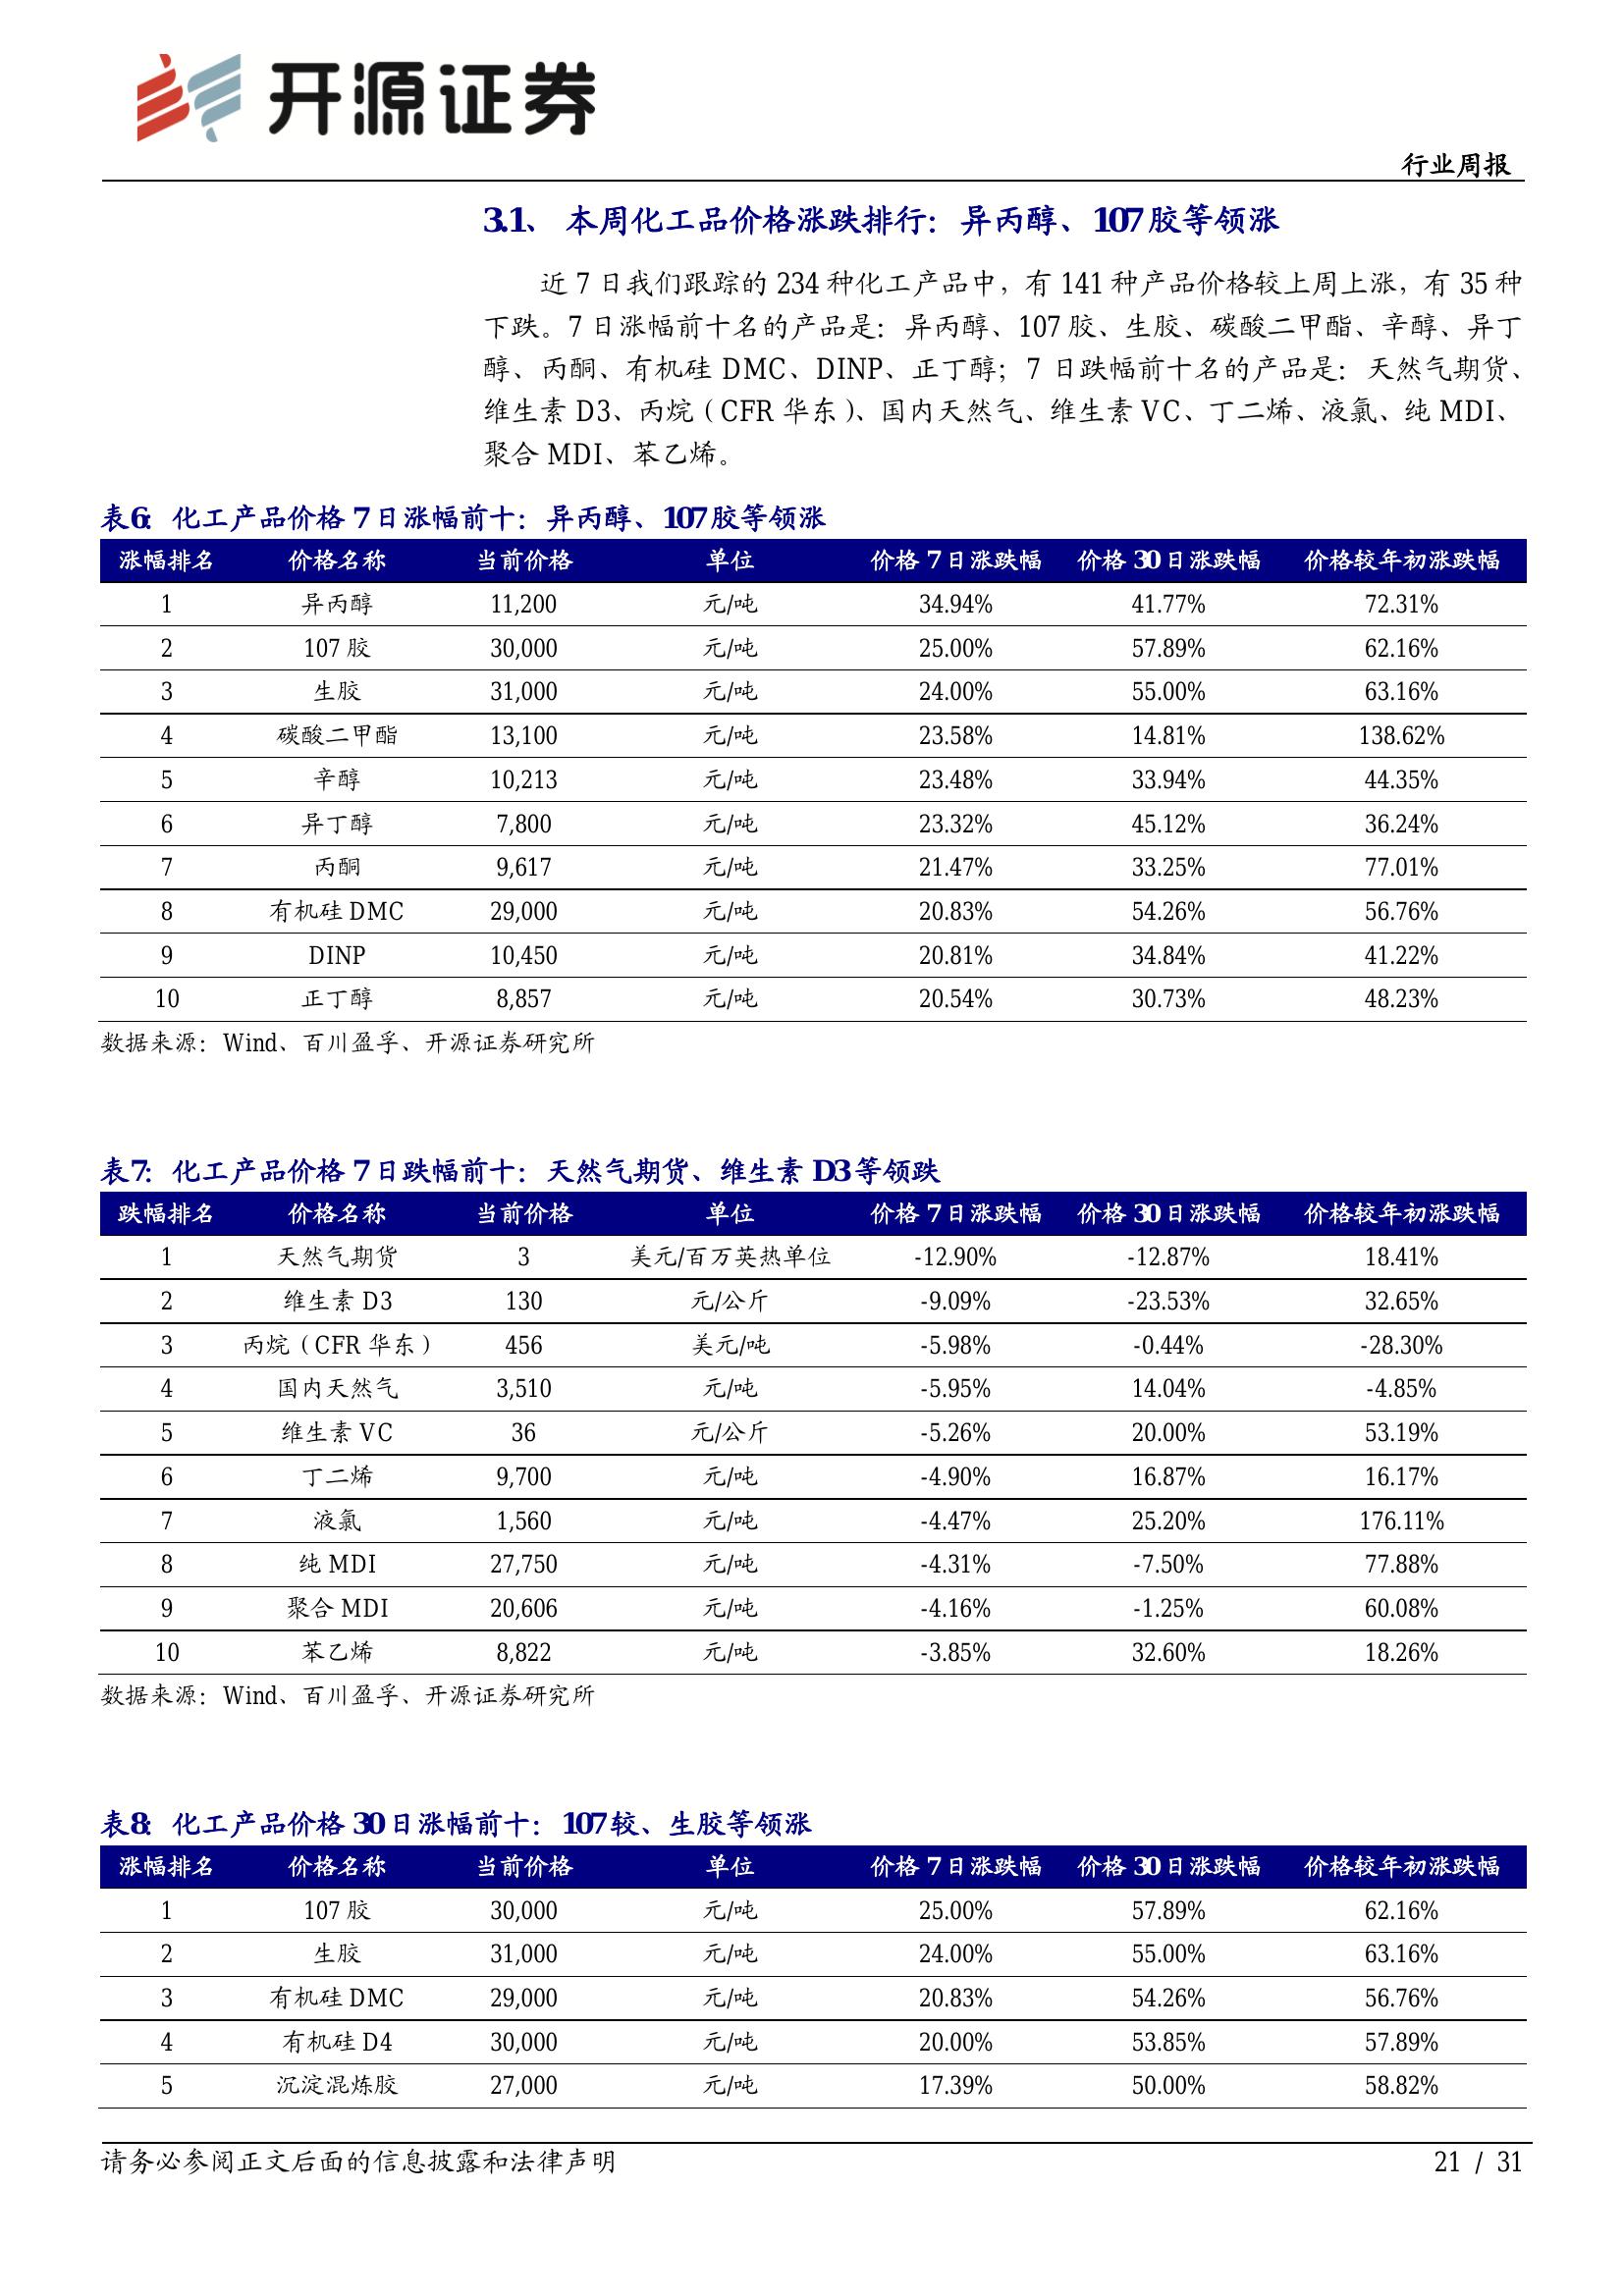 开源证券
行业周报
3.1、 本周化工品价格涨跌排行：异丙醇、107胶等领涨
近 7 日我们跟踪的 234 种化工产品中，有 141 种产品价格较上周上涨，有 35 种
下跌。7 日涨幅前十名的产品是：异丙醇、107 胶、生胶、碳酸二甲酯、辛醇、异丁
醇、丙酮、有机硅 DMC、DINP、正丁醇；7 日跌幅前十名的产品是：天然气期货、
维生素 D3、丙烷（CFR 华东）、国内天然气、维生素 VC、丁二烯、液氯、纯 MDI、
聚合 MDI、苯乙烯。
表6：化工产品价格 7 日涨幅前十：异丙醇、107胶等领涨
涨幅排名 价格名称 当前价格 单位 价格 7 日涨跌幅 价格 30 日涨跌幅 价格较年初涨跌幅
1 异丙醇 11,200 元/吨 34.94% 41.77% 72.31%
2 107 胶 30,000 元/吨 25.00% 57.89% 62.16%
3 生胶 31,000 元/吨 24.00% 55.00% 63.16%
4 碳酸二甲酯 13,100 元/吨 23.58% 14.81% 138.62%
5 辛醇 10,213 元/吨 23.48% 33.94% 44.35%
6 异丁醇 7,800 元/吨 23.32% 45.12% 36.24%
7 丙酮 9,617 元/吨 21.47% 33.25% 77.01%
8 有机硅 DMC 29,000 元/吨 20.83% 54.26% 56.76%
9 DINP 10,450 元/吨 20.81% 34.84% 41.22%
10 正丁醇 8,857 元/吨 20.54% 30.73% 48.23%
数据来源：Wind、百川盈孚、开源证券研究所
表7：化工产品价格 7 日跌幅前十：天然气期货、维生素 D3 等领跌
跌幅排名 价格名称 当前价格 单位 价格 7 日涨跌幅 价格 30 日涨跌幅 价格较年初涨跌幅
1 天然气期货 3 美元/百万英热单位 -12.90% -12.87% 18.41%
2 维生素 D3 130 元/公斤 -9.09% -23.53% 32.65%
3 丙烷（CFR 华东） 456 美元/吨 -5.98% -0.44% -28.30%
4 国内天然气 3,510 元/吨 -5.95% 14.04% -4.85%
5 维生素 VC 36 元/公斤 -5.26% 20.00% 53.19%
6 丁二烯 9,700 元/吨 -4.90% 16.87% 16.17%
7 液氯 1,560 元/吨 -4.47% 25.20% 176.11%
8 纯 MDI 27,750 元/吨 -4.31% -7.50% 77.88%
9 聚合 MDI 20,606 元/吨 -4.16% -1.25% 60.08%
10 苯乙烯 8,822 元/吨 -3.85% 32.60% 18.26%
数据来源：Wind、百川盈孚、开源证券研究所
表8：化工产品价格 30 日涨幅前十：107 较、生胶等领涨
涨幅排名 价格名称 当前价格 单位 价格 7 日涨跌幅 价格 30 日涨跌幅 价格较年初涨跌幅
1 107 胶 30,000 元/吨 25.00% 57.89% 62.16%
2 生胶 31,000 元/吨 24.00% 55.00% 63.16%
3 有机硅 DMC 29,000 元/吨 20.83% 54.26% 56.76%
4 有机硅 D4 30,000 元/吨 20.00% 53.85% 57.89%
5 沉淀混炼胶 27,000 元/吨 17.39% 50.00% 58.82%
请务必参阅正文后面的信息披露和法律声明
21 / 31